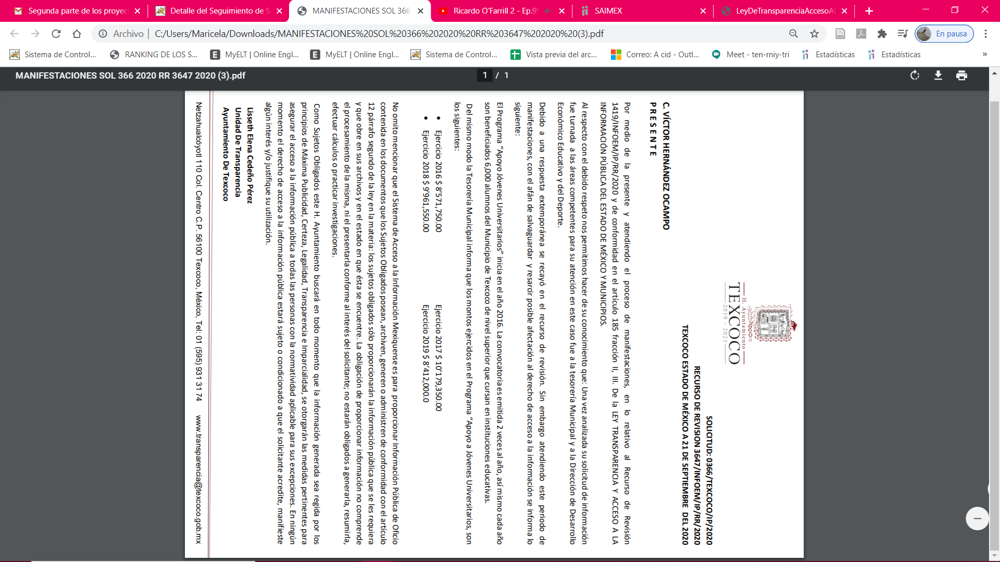 Segunda parte de los proyec
Detalle del Seguimiento de S
MANIFESTACIONES SOL 366
Ricardo O'Farrill 2 - Ep.99
SAIMEX
LeyDeTransparenciaAccesoAl
Archivo | C:/Users/Maricela/Downloads/MANIFESTACIONES%20SOL%20366%202020%20RR%203647%202020%20(3).pdf
En pausa
Sistema de Control...
RANKING DE LOS S...
MyELT | Online Engl...
MyELT | Online Engl...
Sistema de Control...
Vista previa del arc...
Correo: A cid - Outl...
Meet - ten-rniy-tri
Estadísticas
Estadísticas
»
MANIFESTACIONES SOL 366 2020 RR 3647 2020 (3).pdf
1 / 1
H. Ayuntamiento
TEXCOCO
2019 - 2021
SOLICITUD: 0366/TEXCOCO/IP/2020
RECURSO DE REVISION 3647/INFOEM/IP/RR/2020
TEXCOCO ESTADO DE MÉXICO A 21 DE SEPTIEMBRE DEL 2020
C. VÍCTOR HERNÁNDEZ OCAMPO
P R E S E N T E
Por medio de la presente y atendiendo el proceso de manifestaciones, en lo relativo al Recurso de Revisión
1419/INFOEM/IP/RR/2020 y de conformidad en el artículo 185 fracción II, III. De la LEY TRANSPARENCIA Y ACCESO A LA
INFORMACIÓN PÚBLICA DEL ESTADO DE MÉXICO Y MUNICIPIOS.
Al respecto con el debido respeto nos permitimos hacer de su conocimiento que: Una vez analizada su solicitud de información
fue turnada a las áreas competentes para su atención en este caso fue a la tesorería Municipal y a la Dirección de Desarrollo
Económico Educativo y del Deporte.
Debido a una respuesta extemporánea se recayó en el recurso de revisión. Sin embargo atendiendo este periodo de
manifestaciones, con el afán de salvaguardar y resarcir posible afectación al derecho de acceso a la información se informa lo
siguiente:
El Programa "Apoyo Jóvenes Universitarios" inicia en el año 2016. La convocatoria es emitida 2 veces al año, así mismo cada año
son beneficiados 6,000 alumnos del Municipio de Texcoco de nivel superior que cursan en instituciones educativas.
Del mismo modo la Tesorería Municipal informa que los montos ejercidos en el Programa "Apoyo a Jóvenes Universitarios, son
los siguientes:
• Ejercicio 2016 $ 8'571,750.00 Ejercicio 2017 $ 10'179,350.00
• Ejercicio 2018 $ 9'961,550.00 Ejercicio 2019 $ 8'412,000.0
No omito mencionar que el Sistema de Acceso a la Información Mexiquense es para proporcionar Información Pública de Oficio
contenida en los documentos que los Sujetos Obligados posean, archiven, generen o administren de conformidad con el artículo
12 párrafo segundo de la ley en la materia: los sujetos obligados sólo proporcionarán la información pública que se les requiera
y que obre en sus archivos y en el estado en que ésta se encuentre. La obligación de proporcionar información no comprende
el procesamiento de la misma, ni el presentarla conforme al interés del solicitante; no estarán obligados a generarla, resumirla,
efectuar cálculos o practicar investigaciones.
Como Sujetos Obligados este H. Ayuntamiento buscará en todo momento que la información generada sea regida por los
principios de Máxima Publicidad, Certeza, Legalidad, Transparencia e Imparcialidad, se otorgarán las medidas pertinentes para
asegurar el acceso a la información pública a todas las personas con la normatividad aplicable para sus excepciones. En ningún
momento el derecho de acceso a la información pública estará sujeto o condicionado a que el solicitante acredite, manifieste
algún interés y/o justifique su utilización.
Lisseth Elena Cedeño Pérez
Unidad De Transparencia
Ayuntamiento De Texcoco
Netzahualcóyotl 110 Col. Centro C.P. 56100 Texcoco, México, Tel: 01 (595) 931 31 74 www.transparencia@texcoco.gob.mx